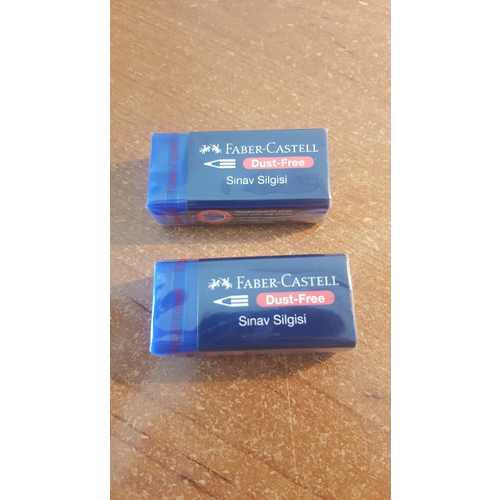 FABER-CASTELL
Dust-Free
Sınav Silgisi
FABER-CASTELL
Dust-Free
Sınav Silgisi